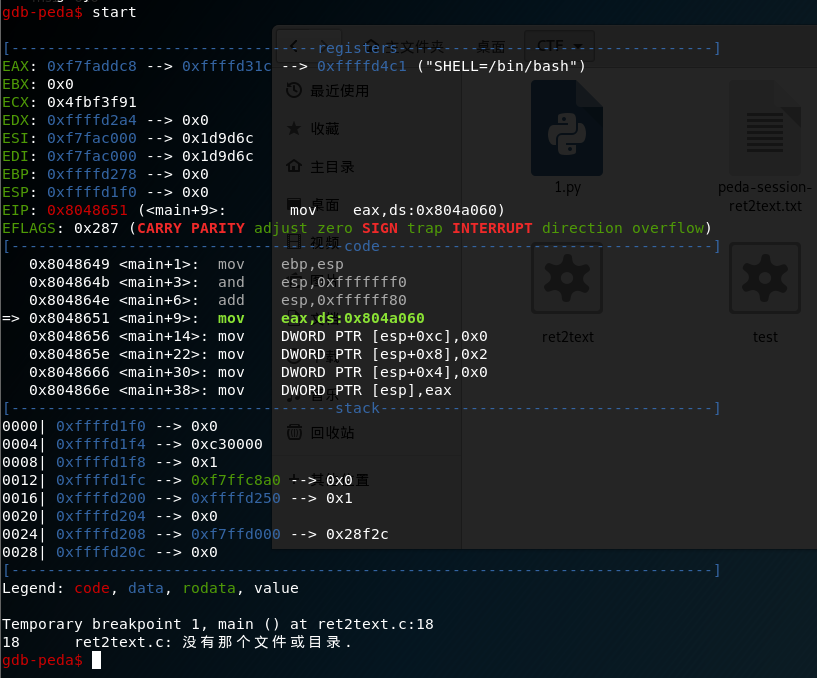 gdb-peda$ start
[----------------------------------registers-----------------------------------]
EAX: 0xf7faddc8 --> 0xffffd31c --> 0xffffd4c1 ("SHELL=/bin/bash")
EBX: 0x0
ECX: 0x4fbf3f91
EDX: 0xffffd2a4 --> 0x0
ESI: 0xf7fac000 --> 0x1d9d6c
EDI: 0xf7fac000 --> 0x1d9d6c
EBP: 0xffffd278 --> 0x0
ESP: 0xffffd1f0 --> 0x0
EIP: 0x8048651 (<main+9>:       mov    eax,ds:0x804a060)
EFLAGS: 0x287 (CARRY PARITY adjust zero SIGN trap INTERRUPT direction overflow)
[-------------------------------------code-------------------------------------]
   0x8048649 <main+1>:  mov    ebp,esp
   0x804864b <main+3>:  and    esp,0xfffffff0
   0x804864e <main+6>:  add    esp,0xffffff80
=> 0x8048651 <main+9>:  mov    eax,ds:0x804a060
   0x8048656 <main+14>: mov    DWORD PTR [esp+0xc],0x0
   0x804865e <main+22>: mov    DWORD PTR [esp+0x8],0x2
   0x8048666 <main+30>: mov    DWORD PTR [esp+0x4],0x0
   0x804866e <main+38>: mov    DWORD PTR [esp],eax
[------------------------------------stack-------------------------------------]
0000| 0xffffd1f0 --> 0x0
0004| 0xffffd1f4 --> 0xc30000
0008| 0xffffd1f8 --> 0x1
0012| 0xffffd1fc --> 0xf7ffc8a0 --> 0x0
0016| 0xffffd200 --> 0xffffd250 --> 0x1
0020| 0xffffd204 --> 0x0
0024| 0xffffd208 --> 0xf7ffd000 --> 0x28f2c
0028| 0xffffd20c --> 0x0
[------------------------------------------------------------------------------]
Legend: code, data, rodata, value
Temporary breakpoint 1, main () at ret2text.c:18
18      ret2text.c: 没有那个文件或目录.
gdb-peda$
主文件夹 桌面 CTF
最近使用
收藏
主目录
桌面
视频
回收站
1.py
peda-session-
ret2text.txt
ret2text
test